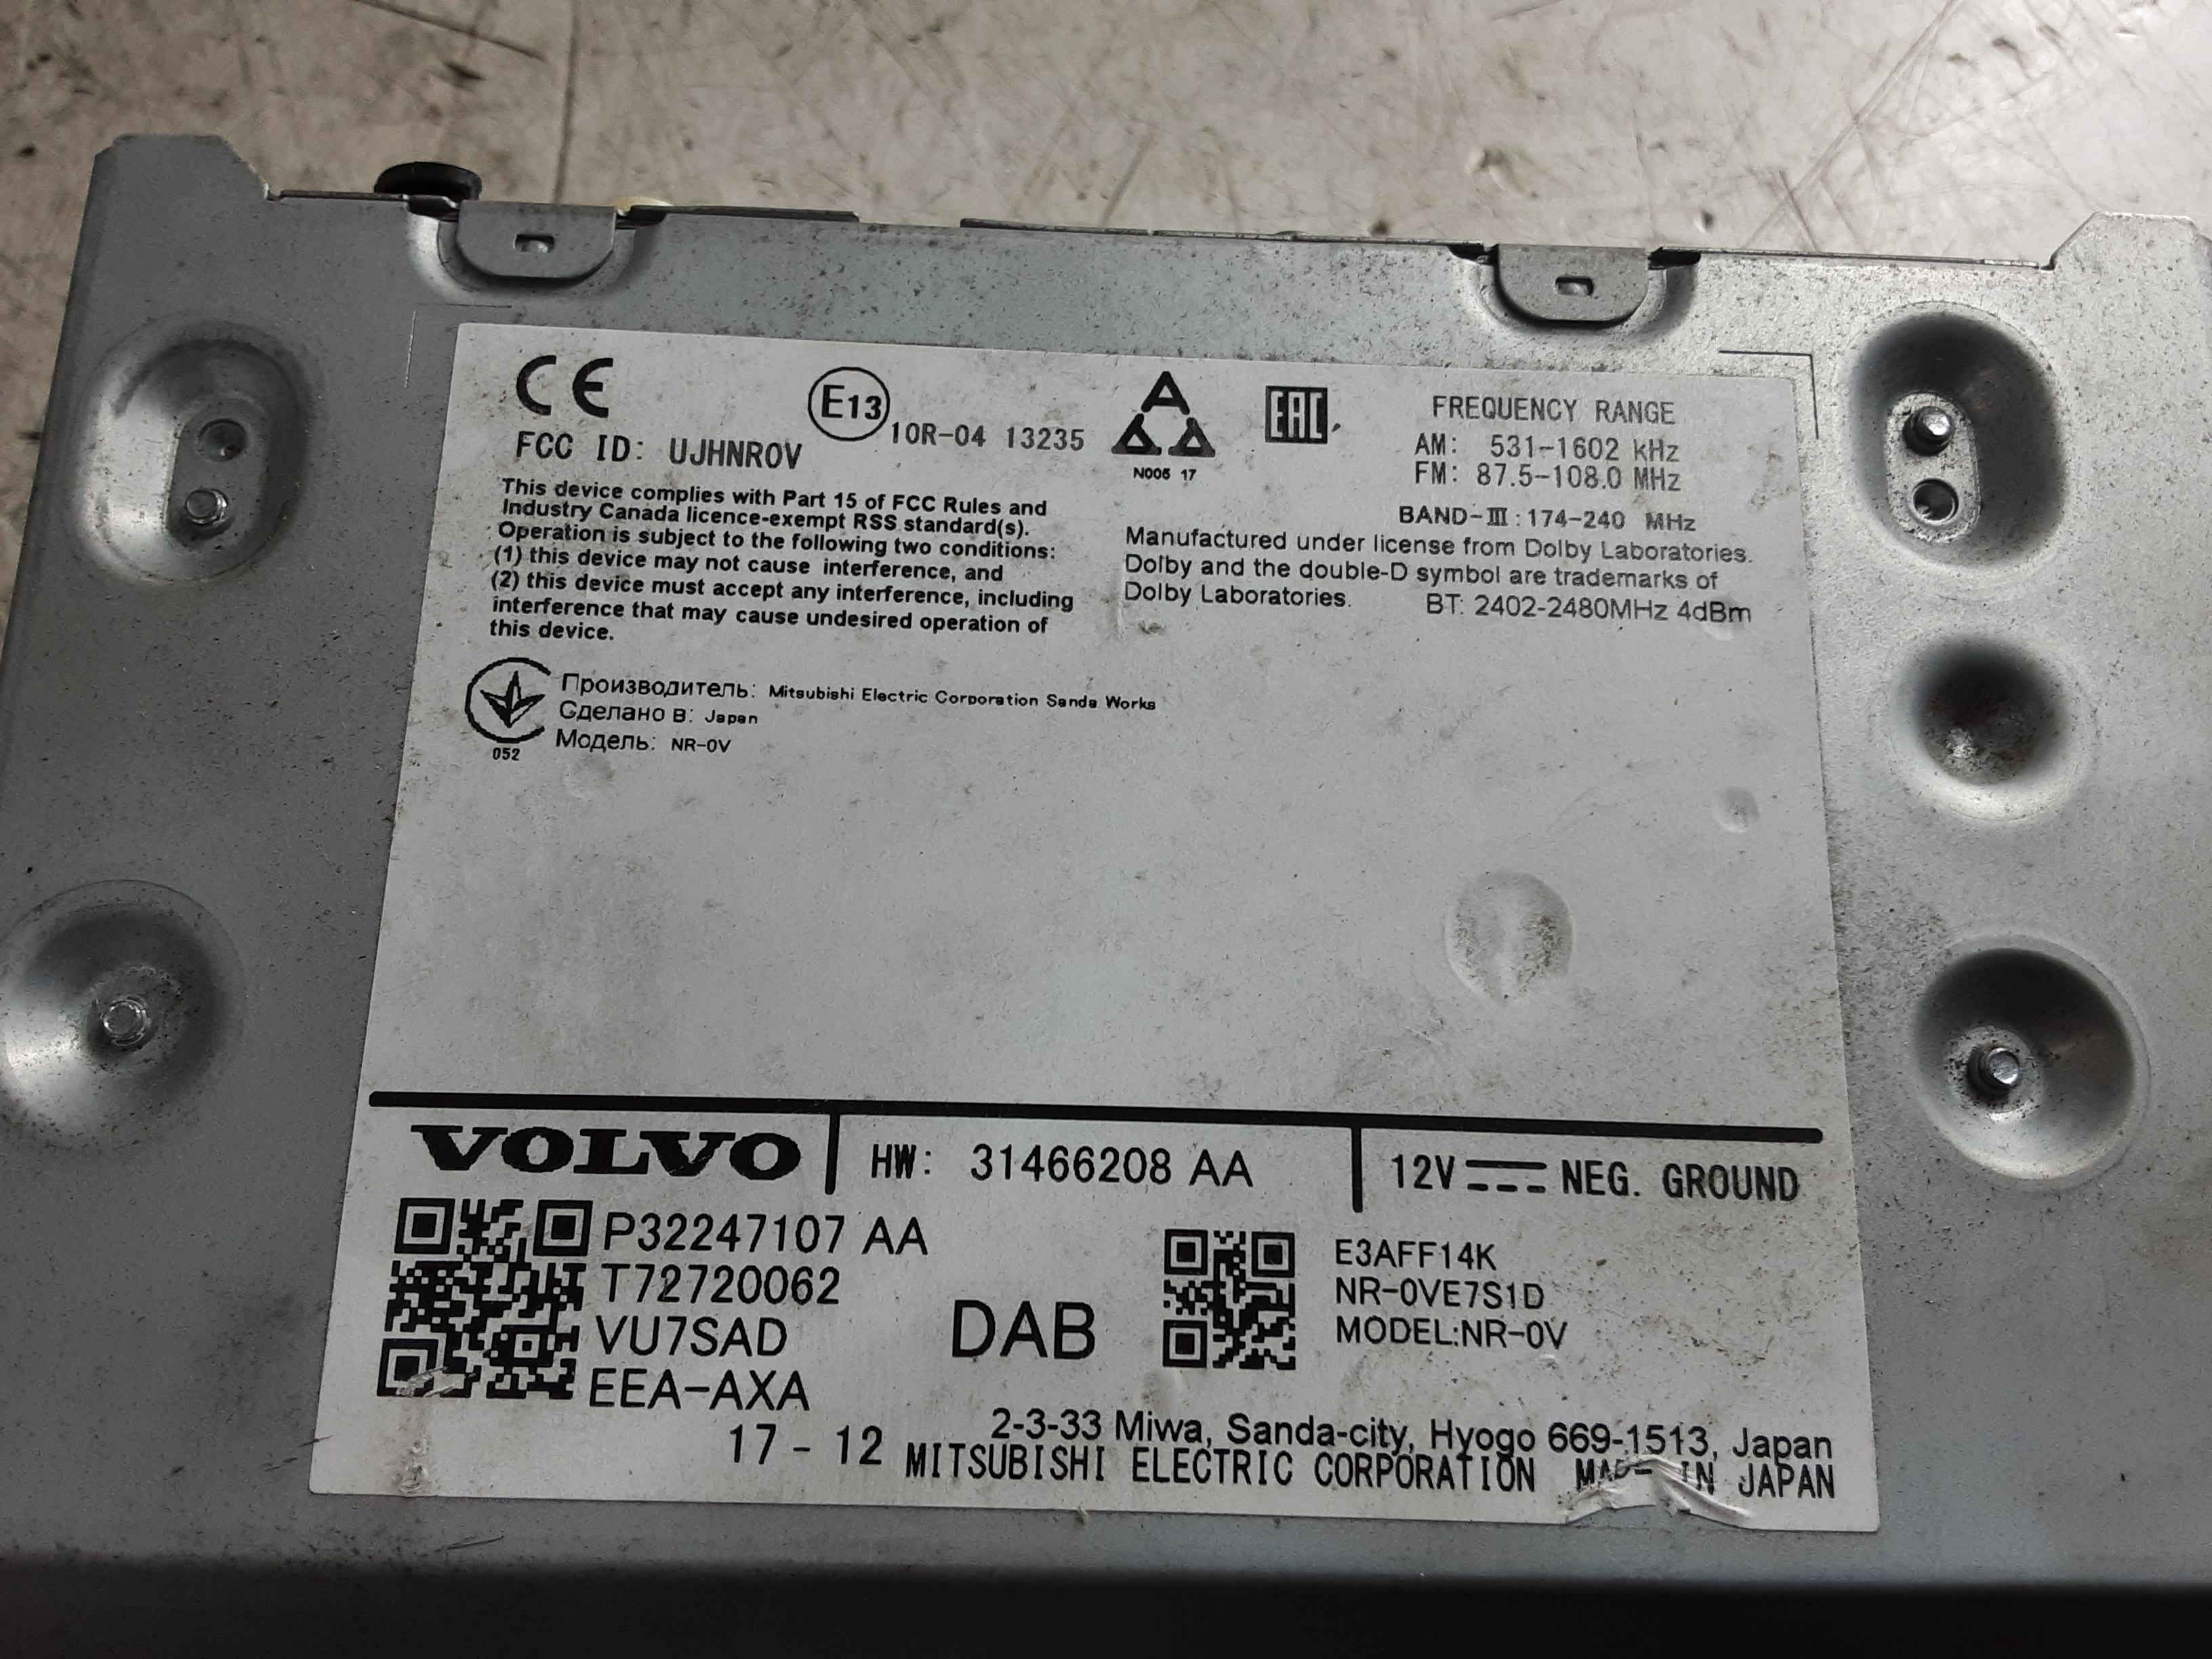 CE
FCC ID: UJHNROV
E13
10R-04 13235
N005 17
EAC
FREQUENCY RANGE
AM: 531-1602 kHz
FM: 87.5-108.0 MHz
BAND-III: 174-240 MHz
This device complies with Part 15 of FCC Rules and
Industry Canada licence-exempt RSS standard(s).
Operation is subject to the following two conditions:
(1) this device may not cause interference, and
(2) this device must accept any interference, including
interference that may cause undesired operation of
this device.
Manufactured under license from Dolby Laboratories.
Dolby and the double-D symbol are trademarks of
Dolby Laboratories.
BT: 2402-2480MHz 4dBm
Производитель: Mitsubishi Electric Corporation Sanda Works
Сделано в: Japan
Модель: NR-0V
052
VOLVO
HW: 31466208 AA
12V NEG. GROUND
P32247107 AA
T72720062
VU7SAD
EEA-AXA
DAB
E3AFF14K
NR-0VE7S1D
MODEL:NR-0V
17-12
2-3-33 Miwa, Sanda-city, Hyogo 669-1513, Japan
MITSUBISHI ELECTRIC CORPORATION MADE IN JAPAN